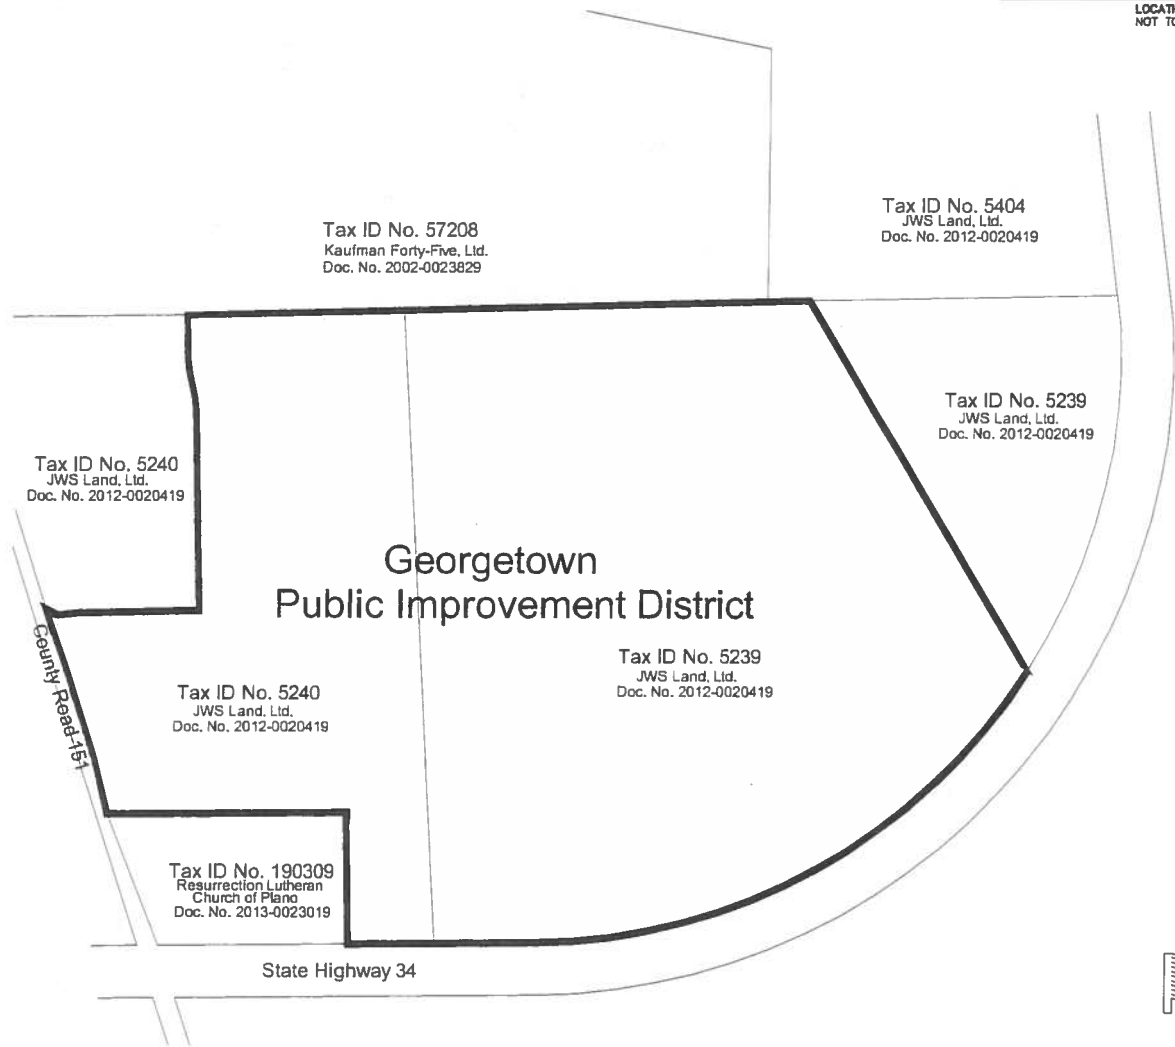 LOCATI
NOT TO
Tax ID No. 57208
Kaufman Forty-Five, Ltd.
Doc. No. 2002-0023829
Tax ID No. 5404
JWS Land, Ltd.
Doc. No. 2012-0020419
Tax ID No. 5239
JWS Land, Ltd.
Doc. No. 2012-0020419
Tax ID No. 5240
JWS Land, Ltd.
Doc. No. 2012-0020419
Georgetown
Public Improvement District
County Road 151
Tax ID No. 5240
JWS Land, Ltd.
Doc. No. 2012-0020419
Tax ID No. 5239
JWS Land, Ltd.
Doc. No. 2012-0020419
Tax ID No. 190309
Resurrection Lutheran
Church of Plano
Doc. No. 2013-0023019
State Highway 34